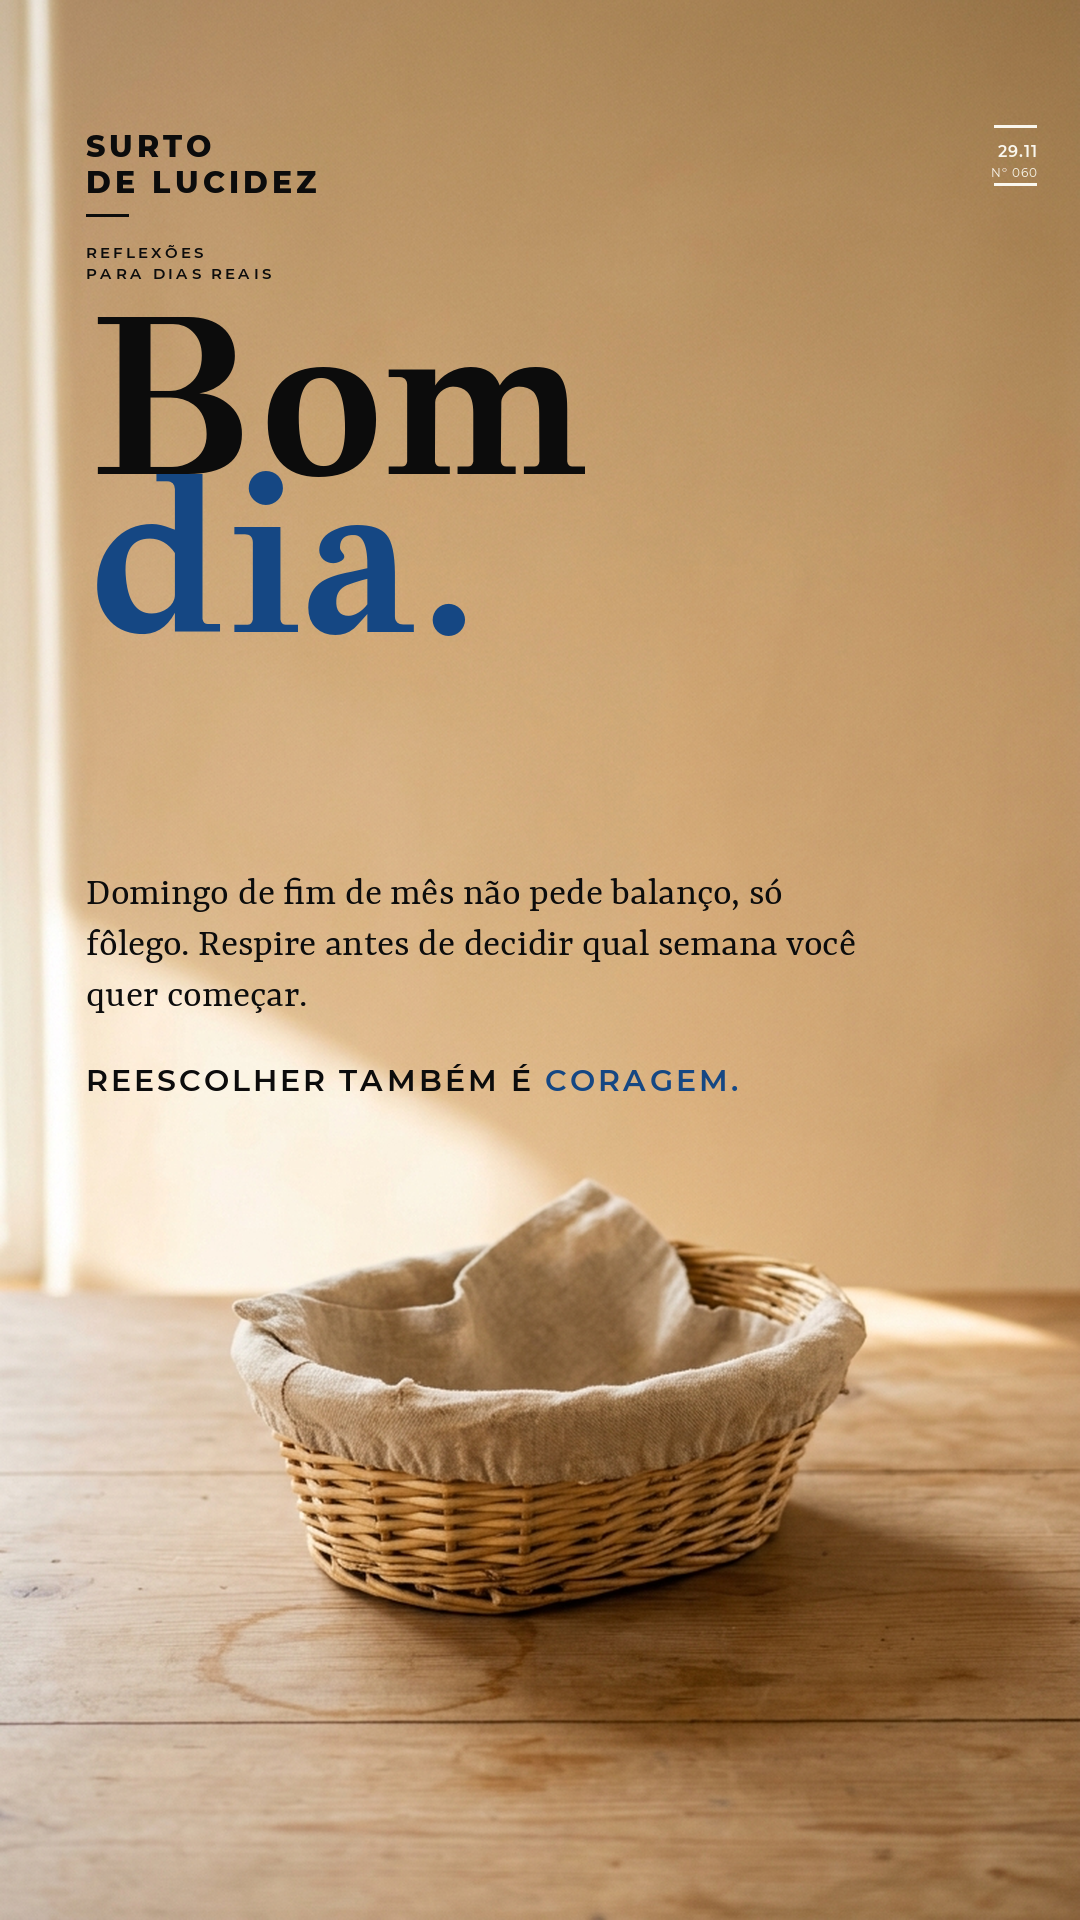 SURTO
DE LUCIDEZ
29.11
Nº 060
REFLEXÕES
PARA DIAS REAIS
Bom
dia.
Domingo de fim de mês não pede balanço, só
fôlego. Respire antes de decidir qual semana você
quer começar.
REESCOLHER TAMBÉM É CORAGEM.